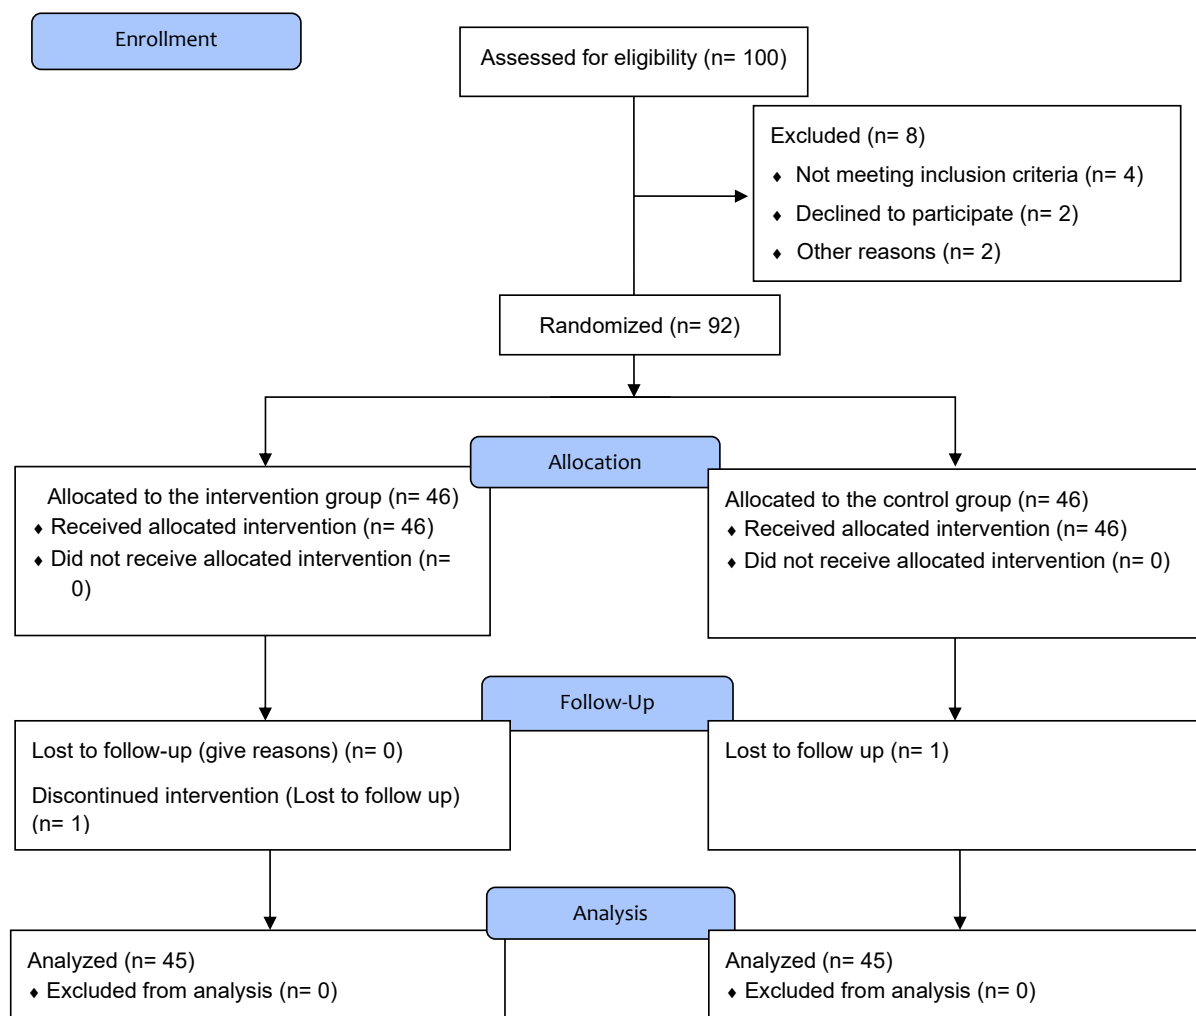 Enrollment
Assessed for eligibility (n= 100)
Excluded (n= 8)
♦ Not meeting inclusion criteria (n= 4)
♦ Declined to participate (n= 2)
♦ Other reasons (n= 2)
Randomized (n= 92)
Allocation
Allocated to the intervention group (n= 46)
♦ Received allocated intervention (n= 46)
♦ Did not receive allocated intervention (n=
0)
Allocated to the control group (n= 46)
♦ Received allocated intervention (n= 46)
♦ Did not receive allocated intervention (n= 0)
Follow-Up
Lost to follow-up (give reasons) (n= 0)
Discontinued intervention (Lost to follow up)
(n= 1)
Lost to follow up (n= 1)
Analysis
Analyzed (n= 45)
♦ Excluded from analysis (n= 0)
Analyzed (n= 45)
♦ Excluded from analysis (n= 0)